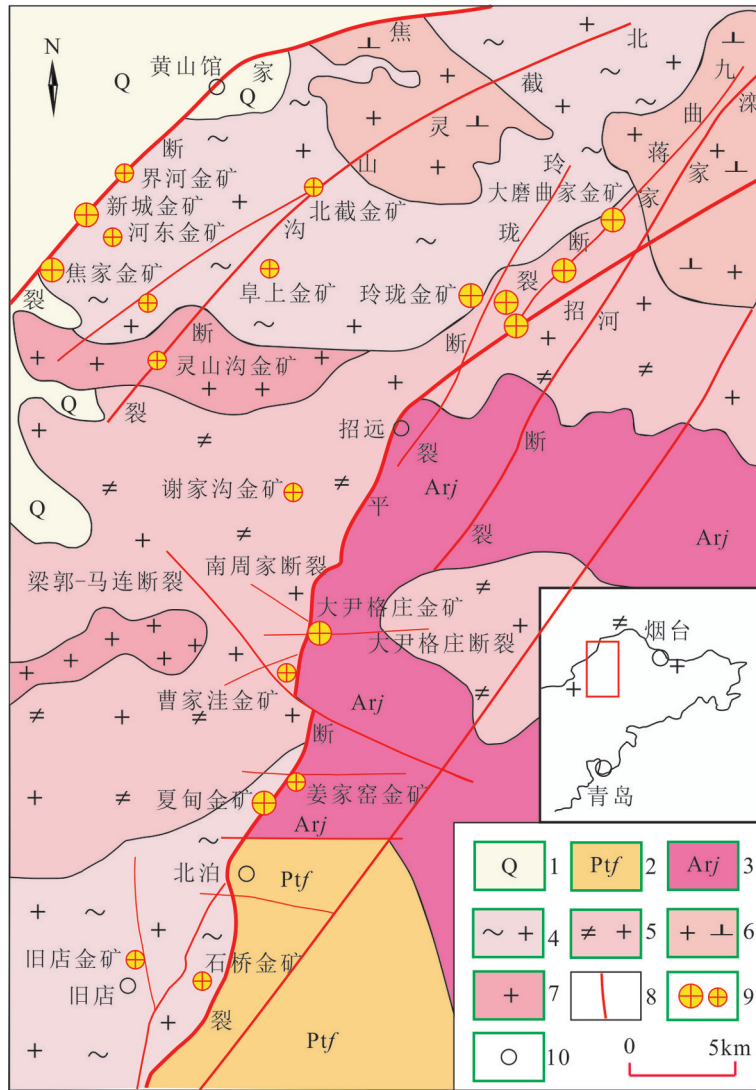 N
焦
北
家
黄山馆
Q
Q
截
九
曲
灵
滦
断
山
蒋
家
界河金矿
玲
大磨曲家金矿
家
新城金矿
北截金矿
沟
珑
断
河东金矿
焦家金矿
阜上金矿
玲珑金矿
裂
裂
招
河
断
断
灵山沟金矿
Q
裂
招远
裂
断
Arj
谢家沟金矿
平
Arj
Q
裂
南周家断裂
梁郭-马连断裂
大尹格庄金矿
大尹格庄断裂
烟台
曹家洼金矿
Arj
断
夏甸金矿
姜家窑金矿
Arj
青岛
北泊
Ptf
旧店金矿
石桥金矿
旧店
裂
Ptf
Q 1 Ptf 2 Arj 3
~ + 4 ≠ + 5 + ┴ 6
+ 7 8 9
10 0 5km